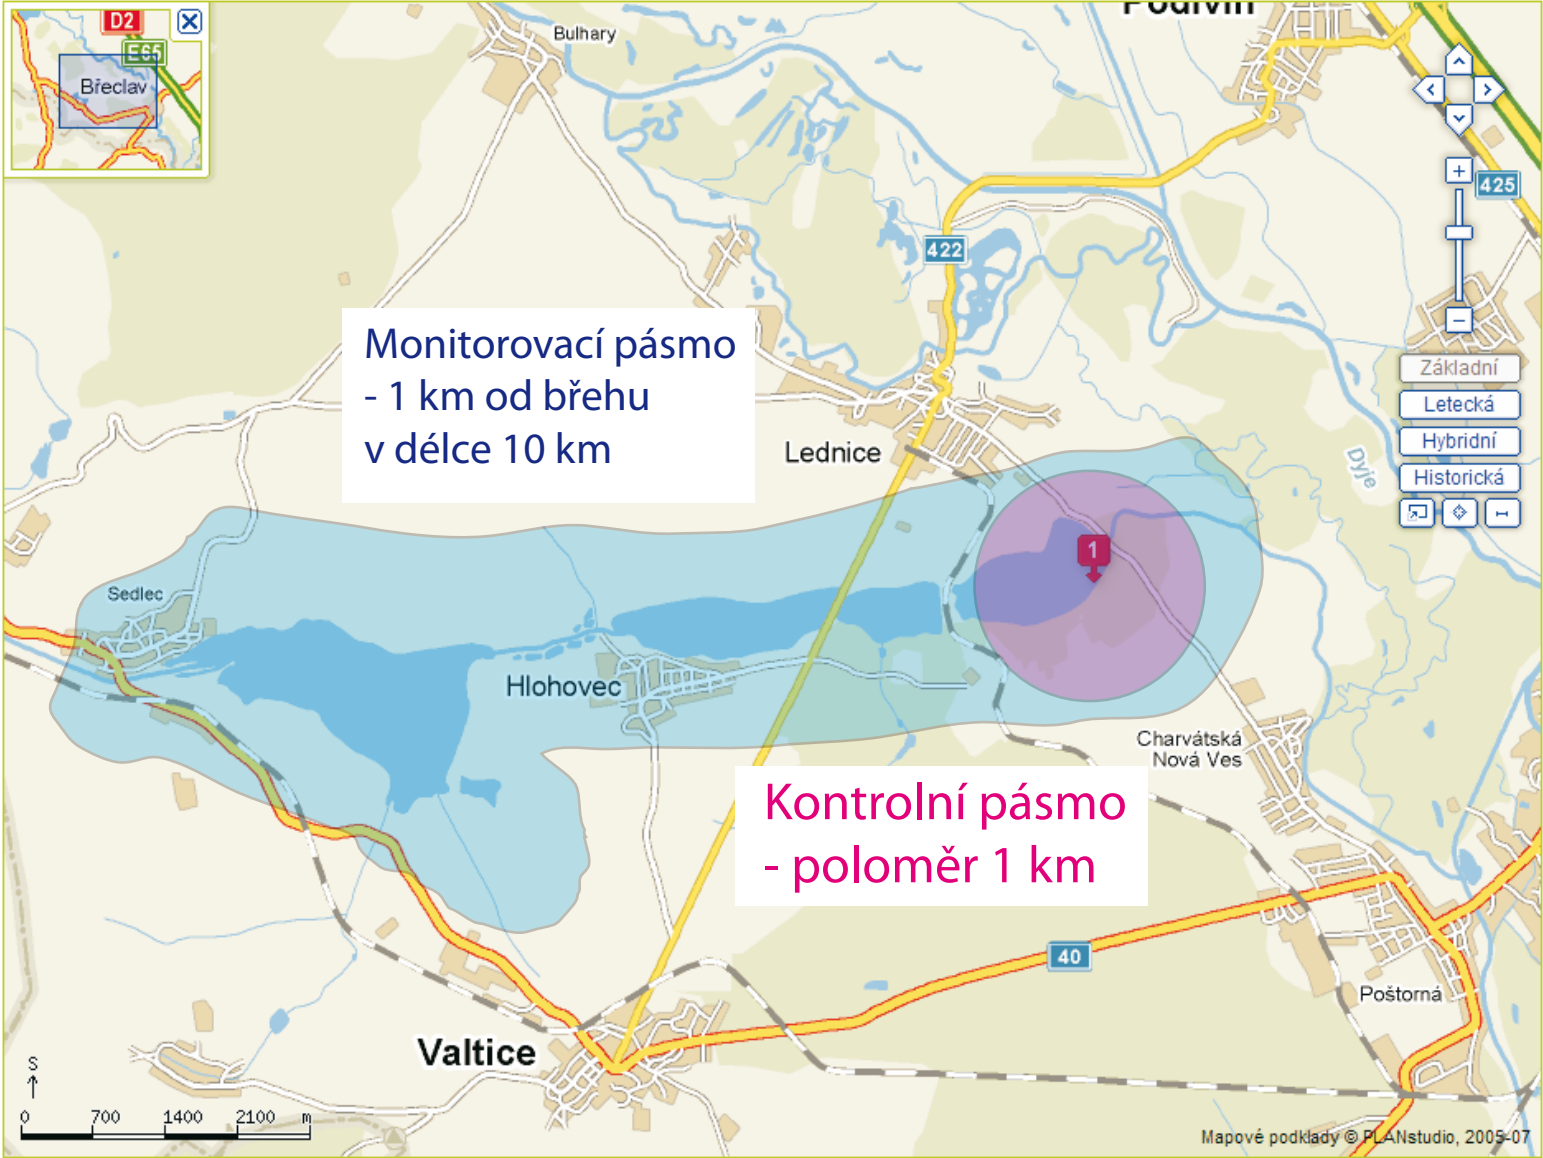 D2
E65
Břeclav
Bulhary
Podivín
425
422
Monitorovací pásmo
- 1 km od břehu
v délce 10 km
Základní
Letecká
Hybridní
Historická
Lednice
Dyje
1
Sedlec
Hlohovec
Charvátská
Nová Ves
Kontrolní pásmo
- poloměr 1 km
40
Poštorná
Valtice
S
0 700 1400 2100 m
Mapové podklady © PLANstudio, 2005-07